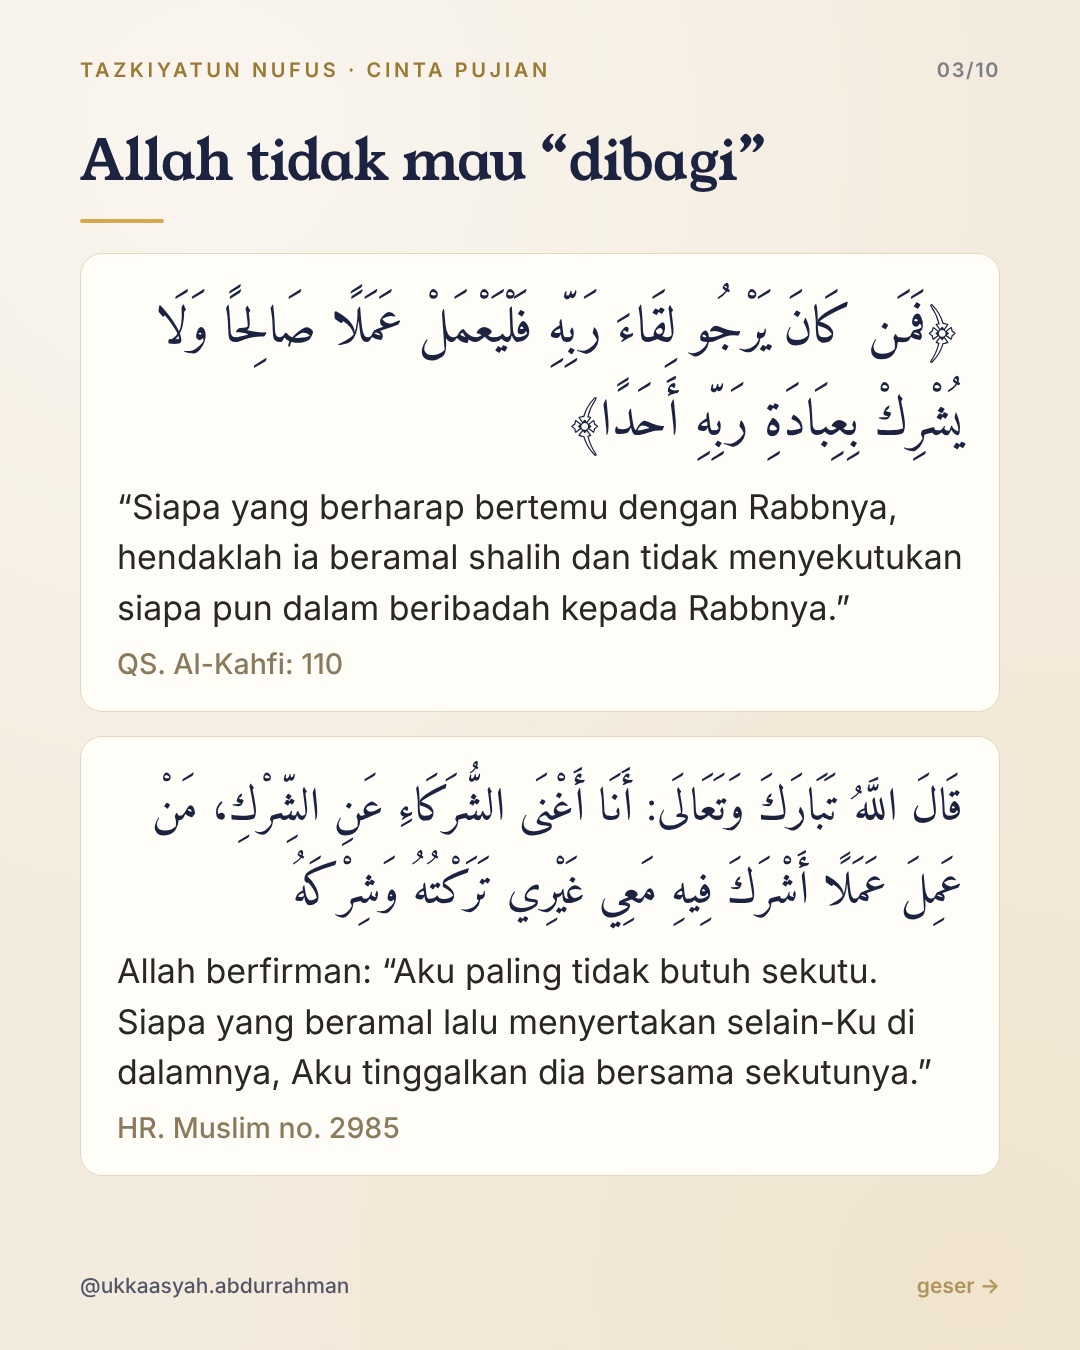 TAZKIYATUN NUFUS · CINTA PUJIAN
03/10
Allah tidak mau “dibagi”
﴿فَمَن كَانَ يَرْجُو لِقَاءَ رَبِّهِ فَلْيَعْمَلْ عَمَلًا صَالِحًا وَلَا
يُشْرِكْ بِعِبَادَةِ رَبِّهِ أَحَدًا﴾
“Siapa yang berharap bertemu dengan Rabbnya,
hendaklah ia beramal shalih dan tidak menyekutukan
siapa pun dalam beribadah kepada Rabbnya.”
QS. Al-Kahfi: 110
قَالَ اللَّهُ تَبَارَكَ وَتَعَالَى: أَنَا أَغْنَى الشُّرَكَاءِ عَنِ الشِّرْكِ، مَنْ
عَمِلَ عَمَلًا أَشْرَكَ فِيهِ مَعِي غَيْرِي تَرَكْتُهُ وَشِرْكَهُ
Allah berfirman: “Aku paling tidak butuh sekutu.
Siapa yang beramal lalu menyertakan selain-Ku di
dalamnya, Aku tinggalkan dia bersama sekutunya.”
HR. Muslim no. 2985
@ukkaasyah.abdurrahman
geser →